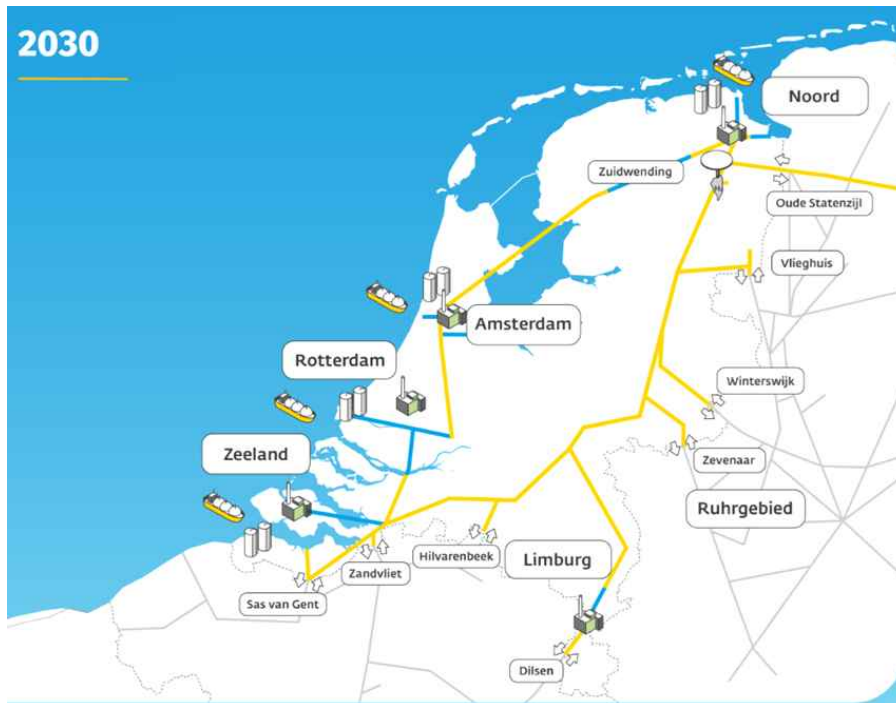 2030
Noord
Zuidwending
Oude Statenzijl
Vlieghuis
Amsterdam
Rotterdam
Winterswijk
Zeeland
Zevenaar
Ruhrgebied
Hilvarenbeek
Limburg
Zandvliet
Sas van Gent
Dilsen